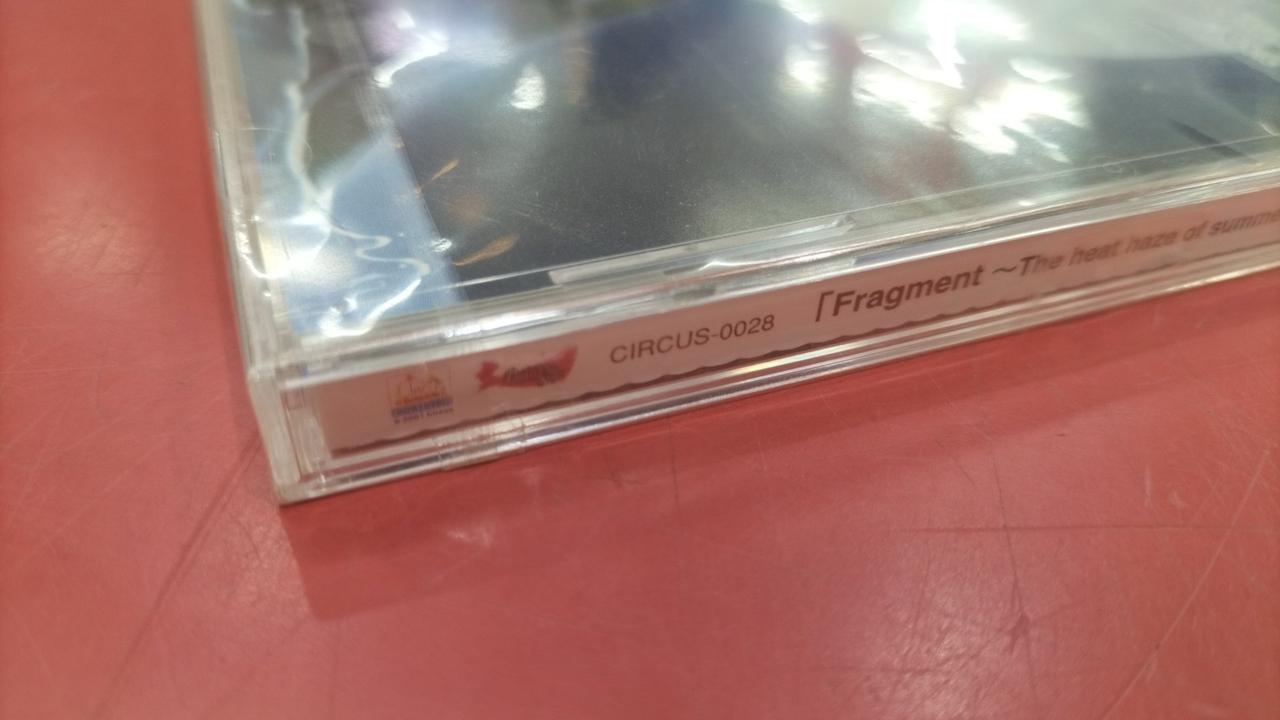 CIRCUS-0028 「Fragment ～The heat haze of summe